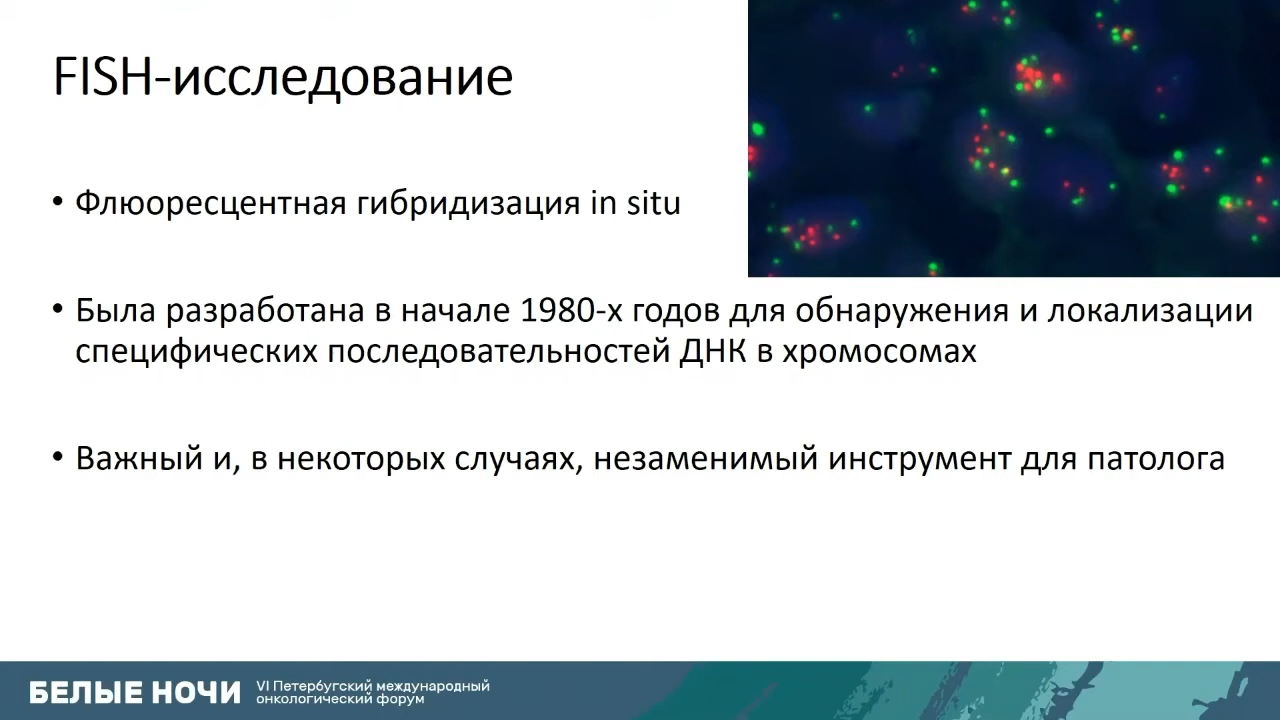 FISH-исследование
• Флюоресцентная гибридизация in situ
• Была разработана в начале 1980-х годов для обнаружения и локализации
специфических последовательностей ДНК в хромосомах
• Важный и, в некоторых случаях, незаменимый инструмент для патолога
БЕЛЫЕ НОЧИ
VI Петербугский международный
онкологический форум